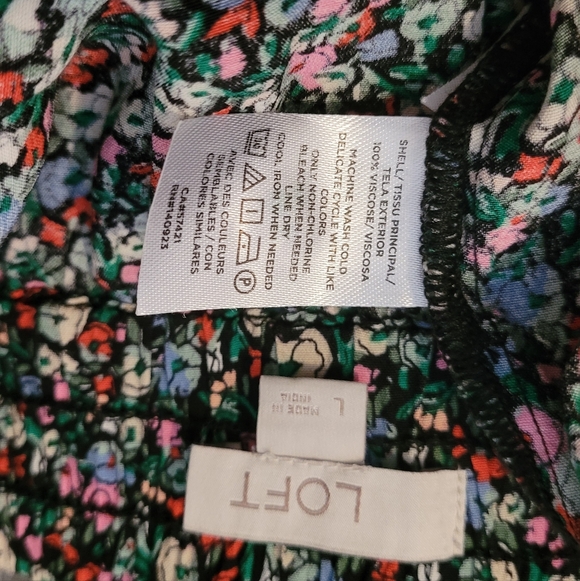 SHELL/ TISSU PRINCIPAL/
TELA EXTERIOR
100% VISCOSE/VISCOSA
MACHINE WASH COLD
DELICATE CYCLE WITH LIKE
COLORS
ONLY NON-CHLORINE
BLEACH WHEN NEEDED
LINE DRY
COOL IRON WHEN NEEDED
P
AVEC DES COULEURS
SEMBLABLES / CON
COLORES SIMILARES
CA#57421
RN#140923
L
MADE IN
INDIA
LOFT